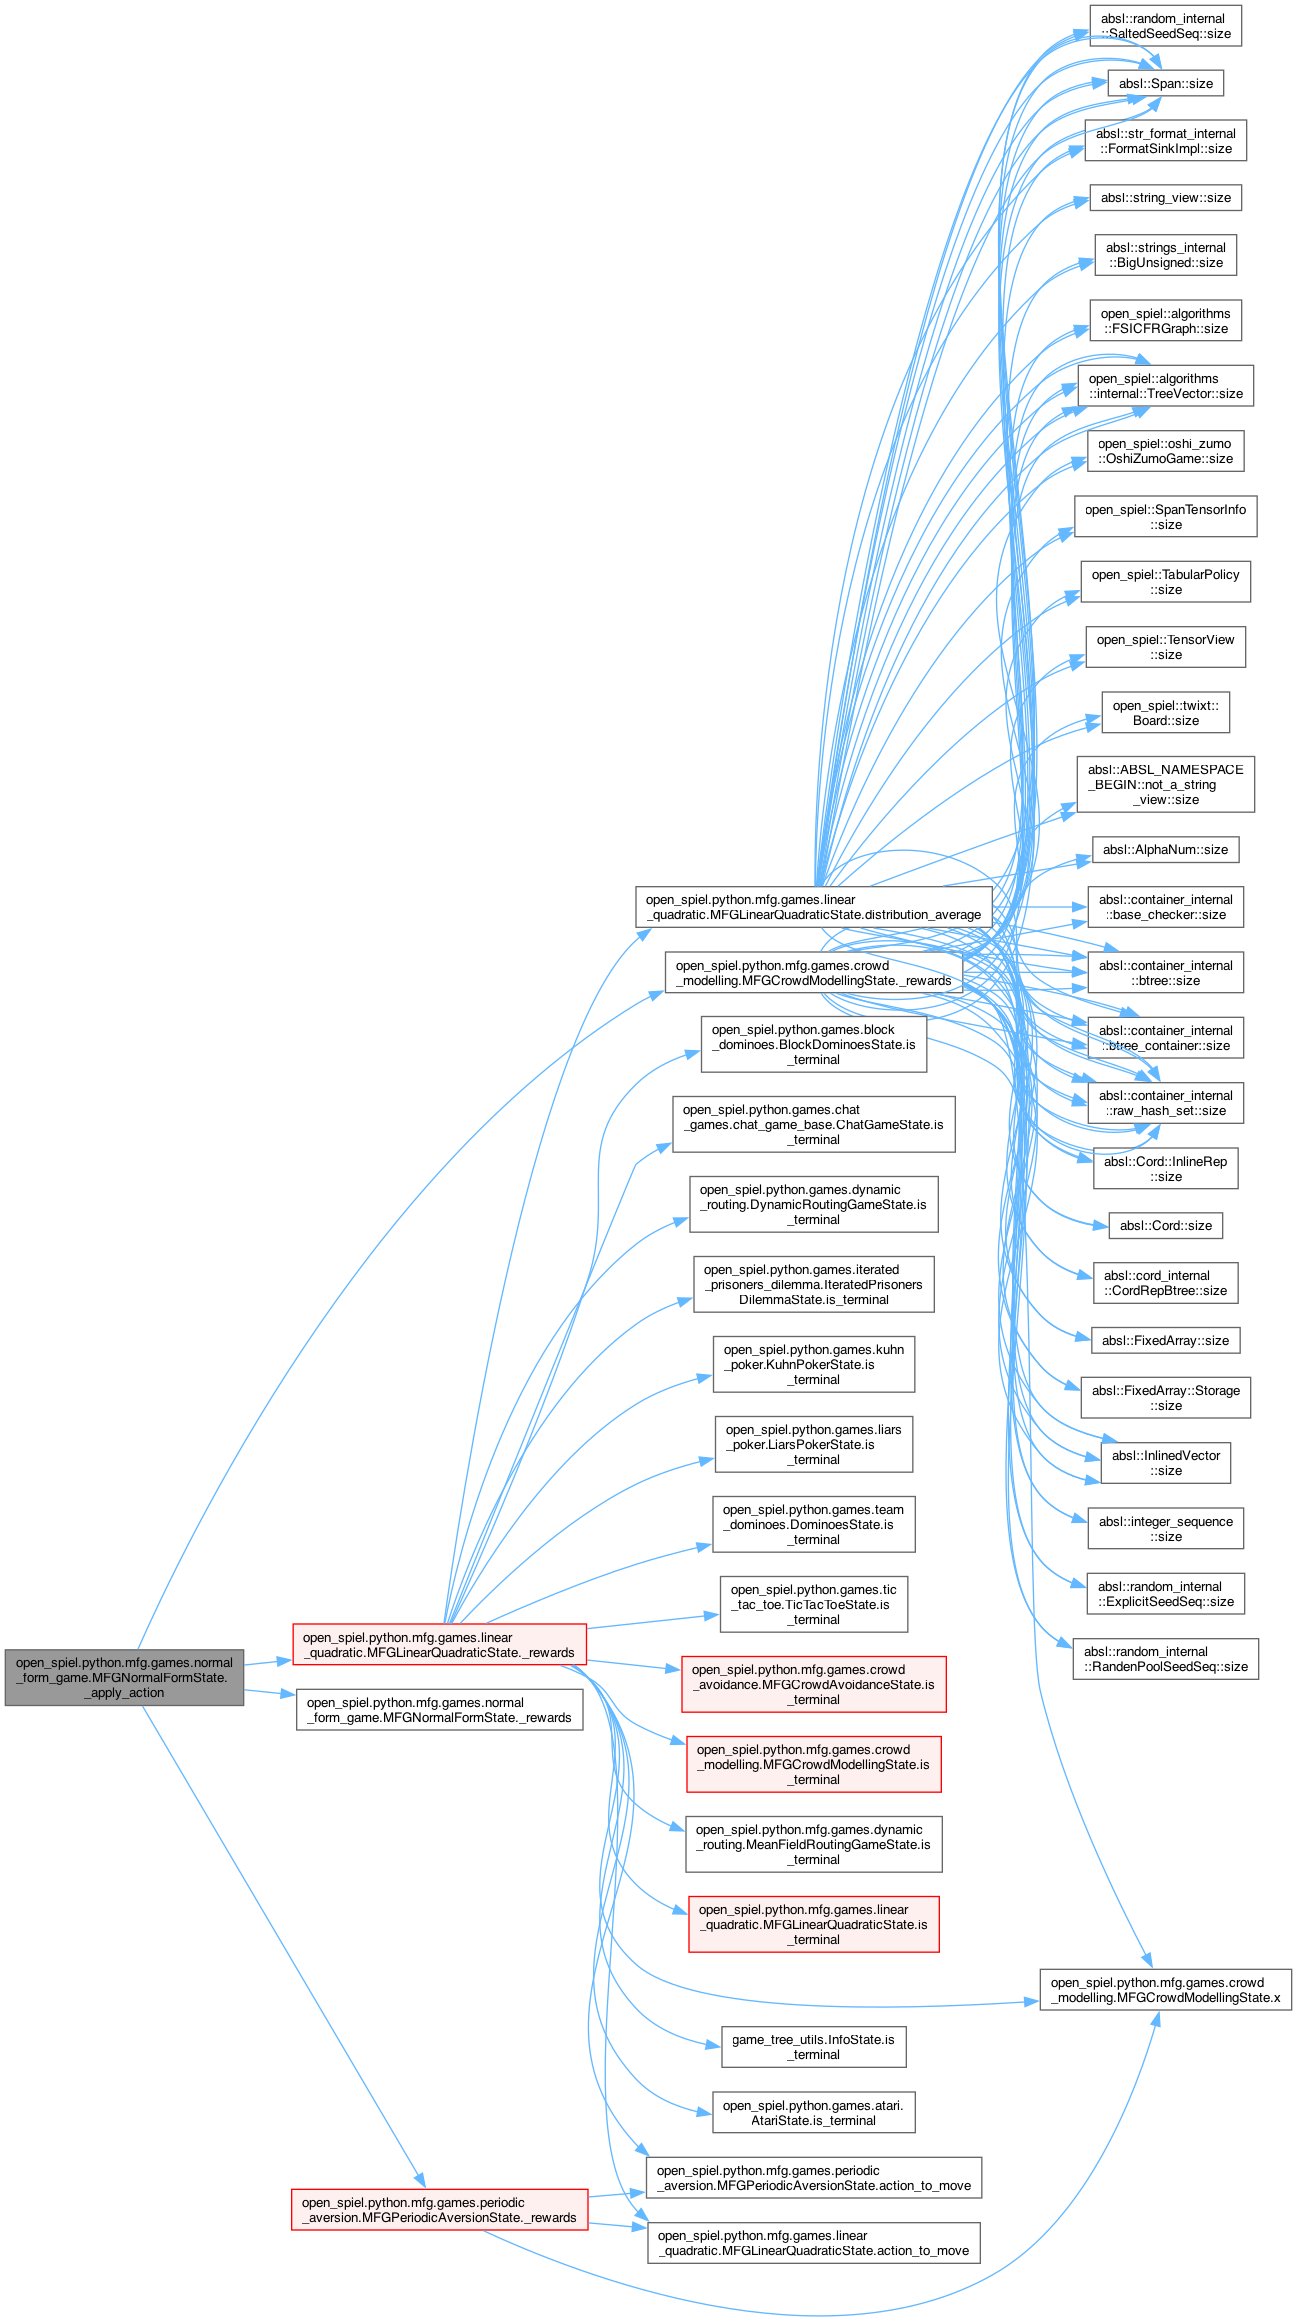 absl::random_internal
::SaltedSeedSeq::size
absl::Span::size
absl::str_format_internal
::FormatSinkImpl::size
absl::string_view::size
absl::strings_internal
::BigUnsigned::size
open_spiel::algorithms
::FSICFRGraph::size
open_spiel::algorithms
::internal::TreeVector::size
open_spiel::oshi_zumo
::OshiZumoGame::size
open_spiel::SpanTensorInfo
::size
open_spiel::TabularPolicy
::size
open_spiel::TensorView
::size
open_spiel::twixt::
Board::size
absl::ABSL_NAMESPACE
_BEGIN::not_a_string
_view::size
absl::AlphaNum::size
absl::container_internal
::base_checker::size
absl::container_internal
::btree::size
absl::container_internal
::btree_container::size
absl::container_internal
::raw_hash_set::size
absl::Cord::InlineRep
::size
absl::Cord::size
absl::cord_internal
::CordRepBtree::size
absl::FixedArray::size
absl::FixedArray::Storage
::size
absl::InlinedVector
::size
absl::integer_sequence
::size
absl::random_internal
::ExplicitSeedSeq::size
absl::random_internal
::RandenPoolSeedSeq::size
open_spiel.python.mfg.games.linear
_quadratic.MFGLinearQuadraticState.distribution_average
open_spiel.python.mfg.games.crowd
_modelling.MFGCrowdModellingState._rewards
open_spiel.python.games.block
_dominoes.BlockDominoesState.is
_terminal
open_spiel.python.games.chat
_games.chat_game_base.ChatGameState.is
_terminal
open_spiel.python.games.dynamic
_routing.DynamicRoutingGameState.is
_terminal
open_spiel.python.games.iterated
_prisoners_dilemma.IteratedPrisoners
DilemmaState.is_terminal
open_spiel.python.games.kuhn
_poker.KuhnPokerState.is
_terminal
open_spiel.python.games.liars
_poker.LiarsPokerState.is
_terminal
open_spiel.python.games.team
_dominoes.DominoesState.is
_terminal
open_spiel.python.games.tic
_tac_toe.TicTacToeState.is
_terminal
open_spiel.python.mfg.games.linear
_quadratic.MFGLinearQuadraticState._rewards
open_spiel.python.mfg.games.normal
_form_game.MFGNormalFormState.
_apply_action
open_spiel.python.mfg.games.normal
_form_game.MFGNormalFormState._rewards
open_spiel.python.mfg.games.crowd
_avoidance.MFGCrowdAvoidanceState.is
_terminal
open_spiel.python.mfg.games.crowd
_modelling.MFGCrowdModellingState.is
_terminal
open_spiel.python.mfg.games.dynamic
_routing.MeanFieldRoutingGameState.is
_terminal
open_spiel.python.mfg.games.linear
_quadratic.MFGLinearQuadraticState.is
_terminal
open_spiel.python.mfg.games.crowd
_modelling.MFGCrowdModellingState.x
game_tree_utils.InfoState.is
_terminal
open_spiel.python.games.atari.
AtariState.is_terminal
open_spiel.python.mfg.games.periodic
_aversion.MFGPeriodicAversionState.action_to_move
open_spiel.python.mfg.games.periodic
_aversion.MFGPeriodicAversionState._rewards
open_spiel.python.mfg.games.linear
_quadratic.MFGLinearQuadraticState.action_to_move